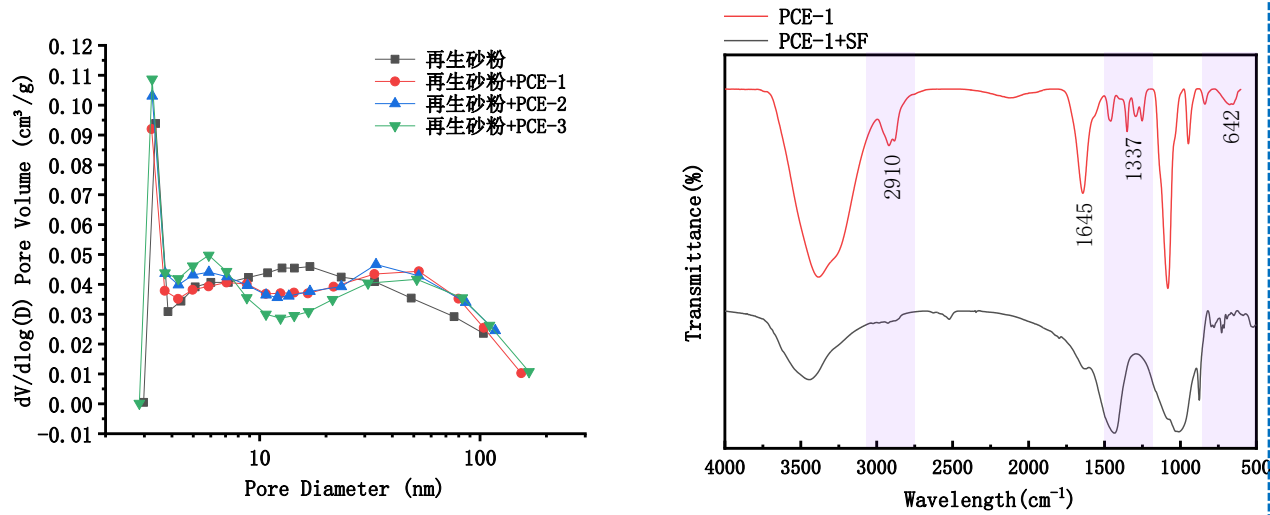 再生砂粉
再生砂粉+PCE-1
再生砂粉+PCE-2
再生砂粉+PCE-3
0.12
0.11
0.10
0.09
0.08
0.07
0.06
0.05
0.04
0.03
0.02
0.01
0.00
-0.01
dV/dlog(D) Pore Volume (cm³/g)
10
100
Pore Diameter (nm)
PCE-1
PCE-1+SF
2910
1645
1337
642
Transmittance(%)
4000 3500 3000 2500 2000 1500 1000 500
Wavelength(cm⁻¹)